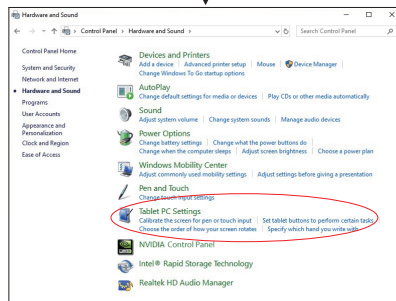 Hardware and Sound
Control Panel > Hardware and Sound >
Search Control Panel
Control Panel Home
System and Security
Network and Internet
Hardware and Sound
Programs
User Accounts
Appearance and
Personalization
Clock and Region
Ease of Access
Devices and Printers
Add a device | Advanced printer setup | Mouse | Device Manager |
Change Windows To Go startup options
AutoPlay
Change default settings for media or devices | Play CDs or other media automatically
Sound
Adjust system volume | Change system sounds | Manage audio devices
Power Options
Change battery settings | Change what the power buttons do |
Change when the computer sleeps | Adjust screen brightness | Choose a power plan
Windows Mobility Center
Adjust commonly used mobility settings | Adjust settings before giving a presentation
Pen and Touch
Change touch input settings
Tablet PC Settings
Calibrate the screen for pen or touch input | Set tablet buttons to perform certain tasks
Choose the order of how your screen rotates | Specify which hand you write with
NVIDIA Control Panel
Intel® Rapid Storage Technology
Realtek HD Audio Manager